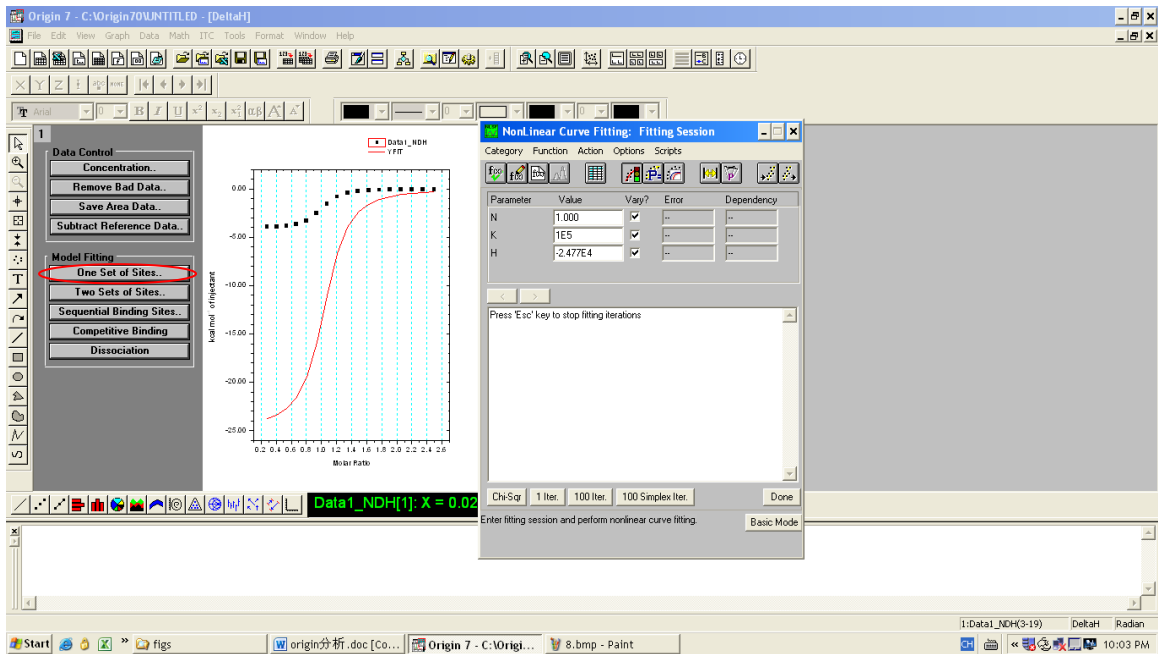 Origin 7 - C:\Origin70\UNTITLED - [DeltaH]
File Edit View Graph Data Math ITC Tools Format Window Help
Arial
0
B I U
αβ
0
0
1
Data Control
Concentration..
Remove Bad Data..
Save Area Data..
Subtract Reference Data..
Model Fitting
One Set of Sites..
Two Sets of Sites..
Sequential Binding Sites..
Competitive Binding
Dissociation
Data1_NDH
YFIT
0.00
-5.00
-10.00
-15.00
-20.00
-25.00
0.2 0.4 0.6 0.8 1.0 1.2 1.4 1.6 1.8 2.0 2.2 2.4 2.6
Molar Ratio
kcal mol⁻¹ of injectant
NonLinear Curve Fitting: Fitting Session
Category Function Action Options Scripts
Parameter Value Vary? Error Dependency
N 1.000 -- --
K 1E5 -- --
H -2.477E4 -- --
< >
Press 'Esc' key to stop fitting iterations
Chi-Sqr 1 Iter. 100 Iter. 100 Simplex Iter. Done
Enter fitting session and perform nonlinear curve fitting. Basic Mode
Data1_NDH[1]: X = 0.02
1:Data1_NDH(3-19) DeltaH Radian
Start figs origin分析.doc [Co... Origin 7 - C:\Origi... 8.bmp - Paint CH 10:03 PM